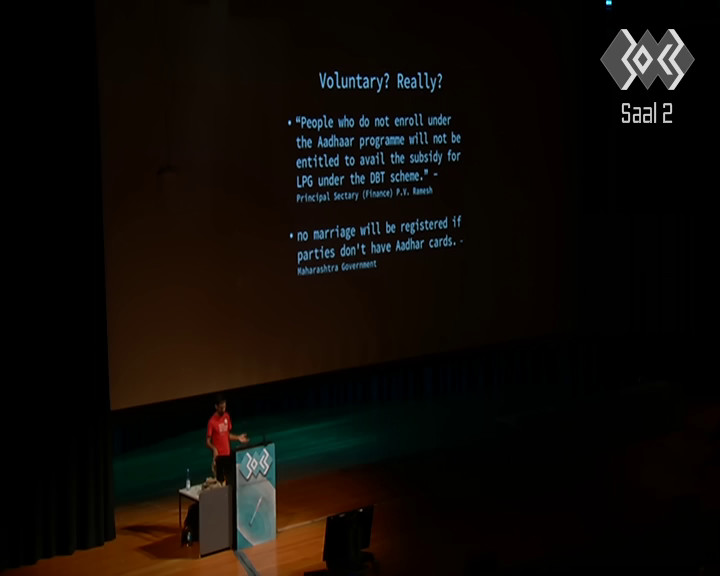 Voluntary? Really?
• “People who do not enroll under
the Aadhaar programme will not be
entitled to avail the subsidy for
LPG under the DBT scheme.” –
Principal Sectary (Finance) P.V. Ramesh
• no marriage will be registered if
parties don't have Aadhar cards. -
Maharashtra Government
30C3
Saal 2
30C3